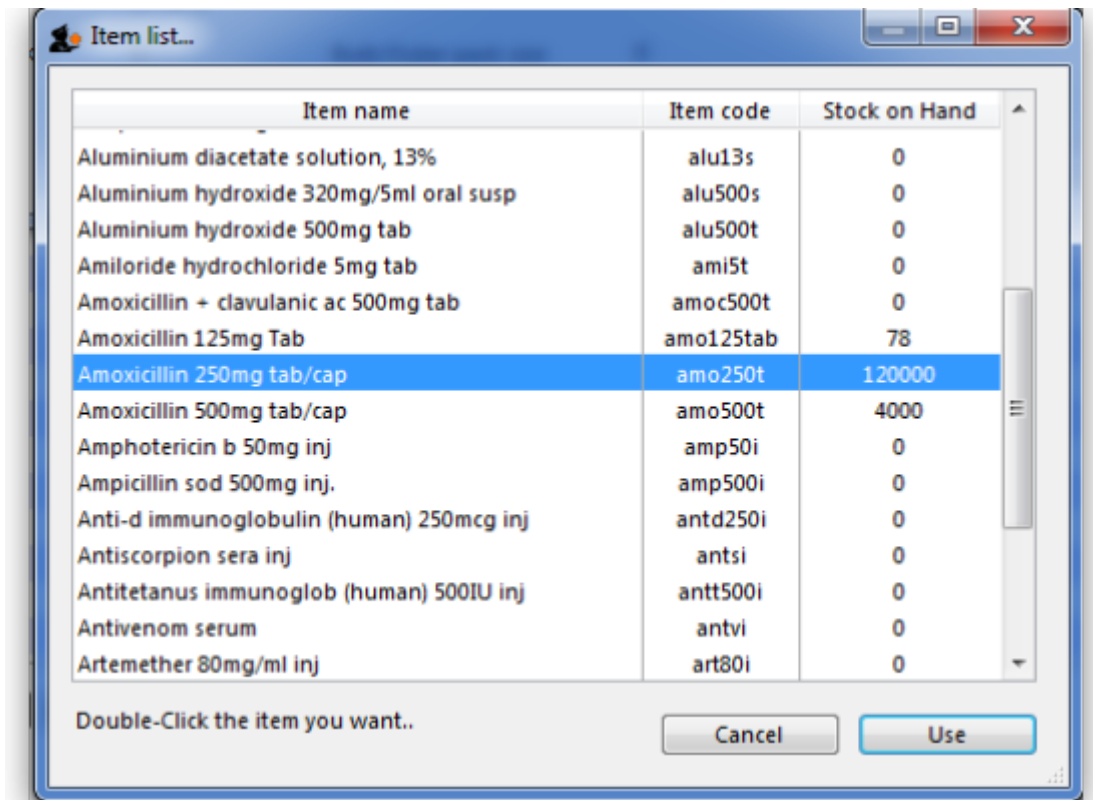 Item list...
Item name Item code Stock on Hand
Aluminium diacetate solution, 13% alu13s 0
Aluminium hydroxide 320mg/5ml oral susp alu500s 0
Aluminium hydroxide 500mg tab alu500t 0
Amiloride hydrochloride 5mg tab ami5t 0
Amoxicillin + clavulanic ac 500mg tab amoc500t 0
Amoxicillin 125mg Tab amo125tab 78
Amoxicillin 250mg tab/cap amo250t 120000
Amoxicillin 500mg tab/cap amo500t 4000
Amphotericin b 50mg inj amp50i 0
Ampicillin sod 500mg inj. amp500i 0
Anti-d immunoglobulin (human) 250mcg inj antd250i 0
Antiscorpion sera inj antsi 0
Antitetanus immunoglob (human) 500IU inj antt500i 0
Antivenom serum antvi 0
Artemether 80mg/ml inj art80i 0
Double-Click the item you want.. Cancel Use